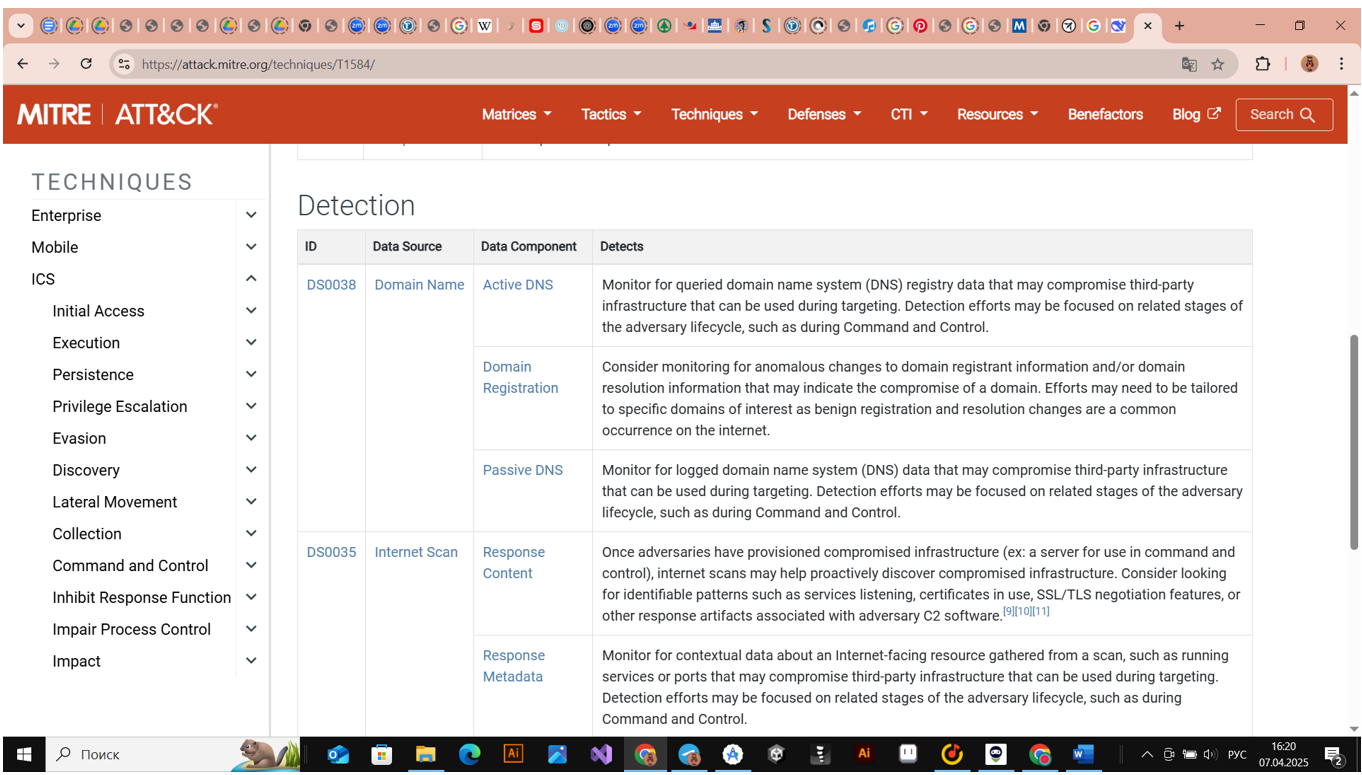 https://attack.mitre.org/techniques/T1584/
MITRE | ATT&CK®
Matrices
Tactics
Techniques
Defenses
CTI
Resources
Benefactors
Blog
Search
TECHNIQUES
Enterprise
Mobile
ICS
Initial Access
Execution
Persistence
Privilege Escalation
Evasion
Discovery
Lateral Movement
Collection
Command and Control
Inhibit Response Function
Impair Process Control
Impact
Detection
ID
Data Source
Data Component
Detects
DS0038
Domain Name
Active DNS
Monitor for queried domain name system (DNS) registry data that may compromise third-party
infrastructure that can be used during targeting. Detection efforts may be focused on related stages of
the adversary lifecycle, such as during Command and Control.
Domain
Registration
Consider monitoring for anomalous changes to domain registrant information and/or domain
resolution information that may indicate the compromise of a domain. Efforts may need to be tailored
to specific domains of interest as benign registration and resolution changes are a common
occurrence on the internet.
Passive DNS
Monitor for logged domain name system (DNS) data that may compromise third-party infrastructure
that can be used during targeting. Detection efforts may be focused on related stages of the adversary
lifecycle, such as during Command and Control.
DS0035
Internet Scan
Response
Content
Once adversaries have provisioned compromised infrastructure (ex: a server for use in command and
control), internet scans may help proactively discover compromised infrastructure. Consider looking
for identifiable patterns such as services listening, certificates in use, SSL/TLS negotiation features, or
other response artifacts associated with adversary C2 software.[9][10][11]
Response
Metadata
Monitor for contextual data about an Internet-facing resource gathered from a scan, such as running
services or ports that may compromise third-party infrastructure that can be used during targeting.
Detection efforts may be focused on related stages of the adversary lifecycle, such as during
Command and Control.
Поиск
РУС
16:20
07.04.2025
2